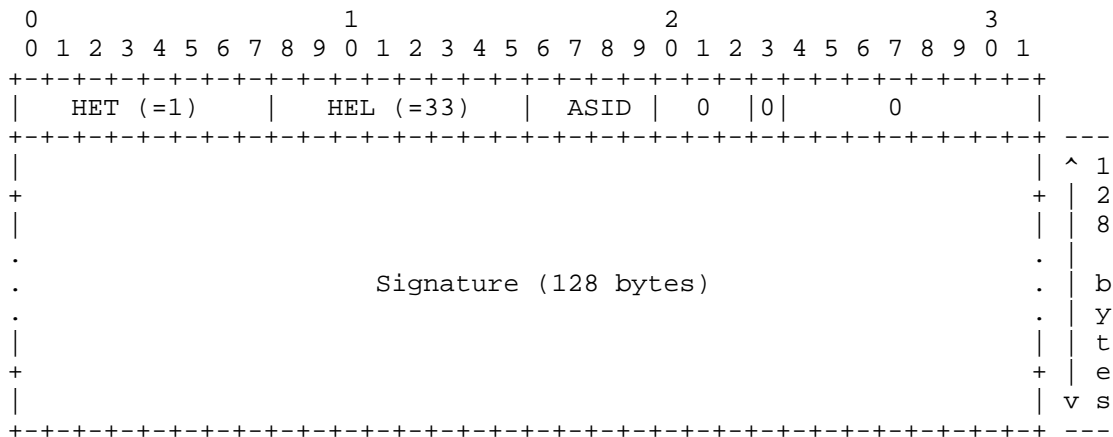 0                   1                   2                   3
 0 1 2 3 4 5 6 7 8 9 0 1 2 3 4 5 6 7 8 9 0 1 2 3 4 5 6 7 8 9 0 1
+-+-+-+-+-+-+-+-+-+-+-+-+-+-+-+-+-+-+-+-+-+-+-+-+-+-+-+-+-+-+-+-+
|   HET (=1)    |   HEL (=33)   |  ASID |  0  |0|      0        |
+-+-+-+-+-+-+-+-+-+-+-+-+-+-+-+-+-+-+-+-+-+-+-+-+-+-+-+-+-+-+-+-+ ---
|                                                               | ^ 1
+                                                               + | 2
|                                                               | | 8
.                                                               . |
.                      Signature (128 bytes)                    . | b
.                                                               . | y
|                                                               | | t
+                                                               + | e
|                                                               | v s
+-+-+-+-+-+-+-+-+-+-+-+-+-+-+-+-+-+-+-+-+-+-+-+-+-+-+-+-+-+-+-+-+ ---